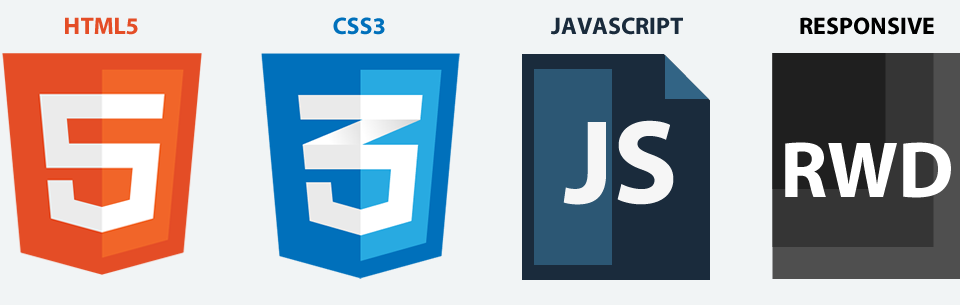 HTML5
CSS3
JAVASCRIPT
RESPONSIVE
5
3
JS
RWD